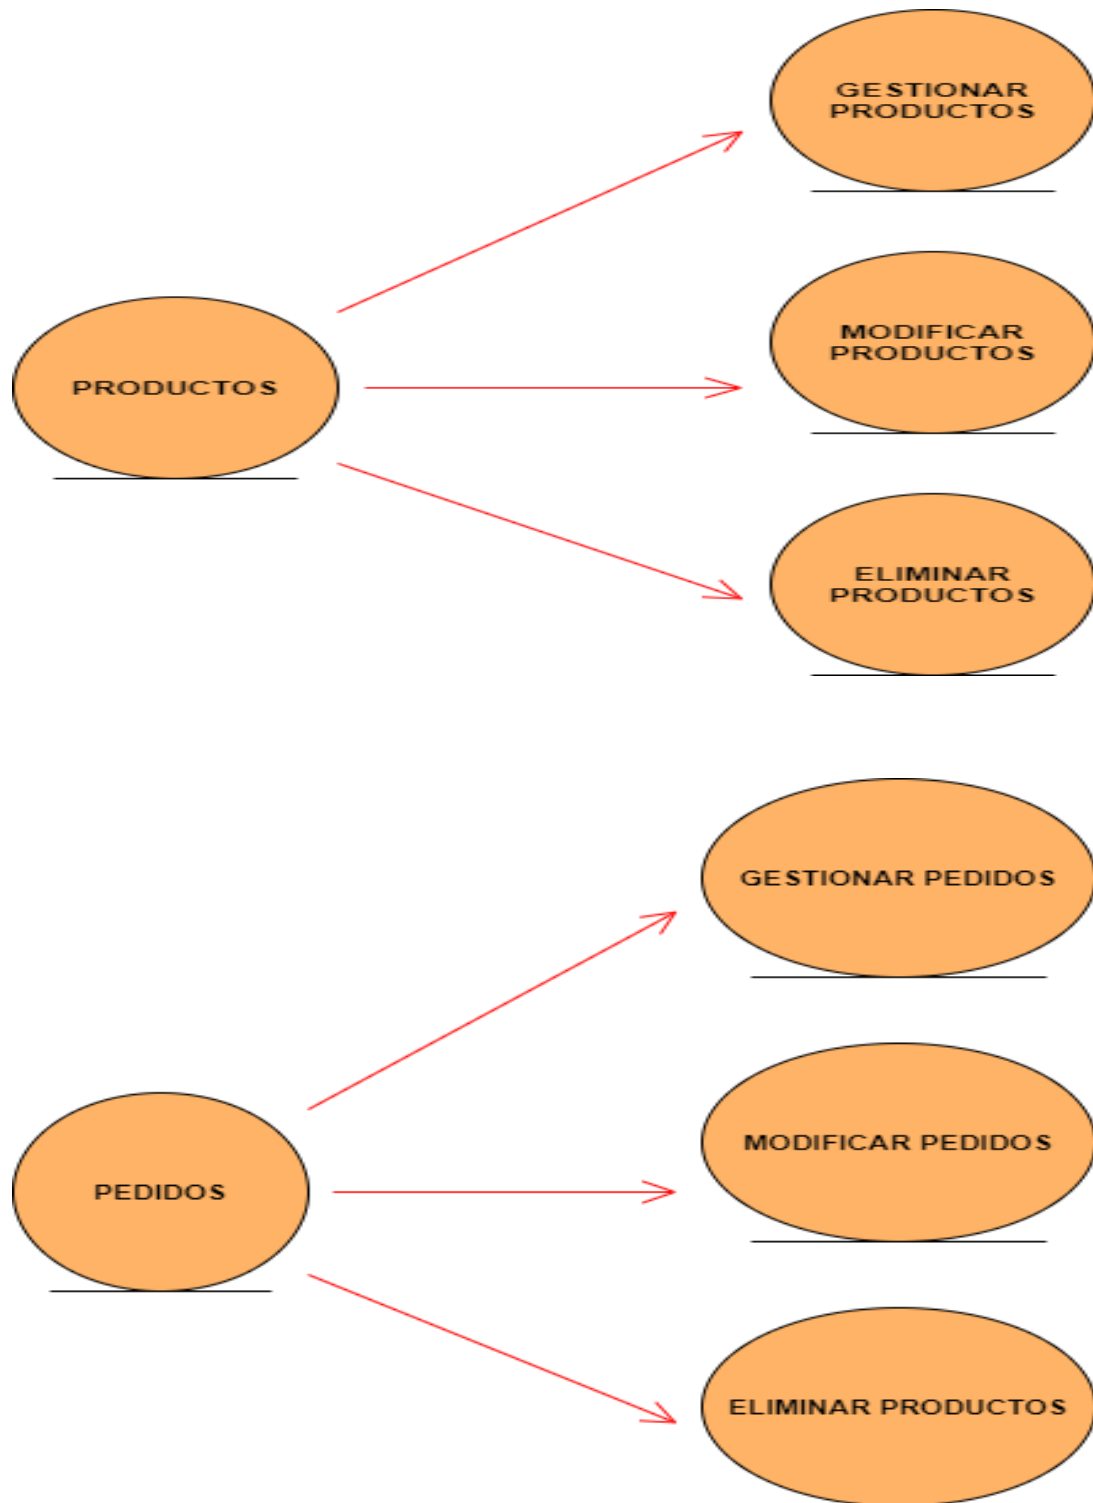 GESTIONAR
PRODUCTOS
MODIFICAR
PRODUCTOS
PRODUCTOS
ELIMINAR
PRODUCTOS
GESTIONAR PEDIDOS
MODIFICAR PEDIDOS
PEDIDOS
ELIMINAR PRODUCTOS